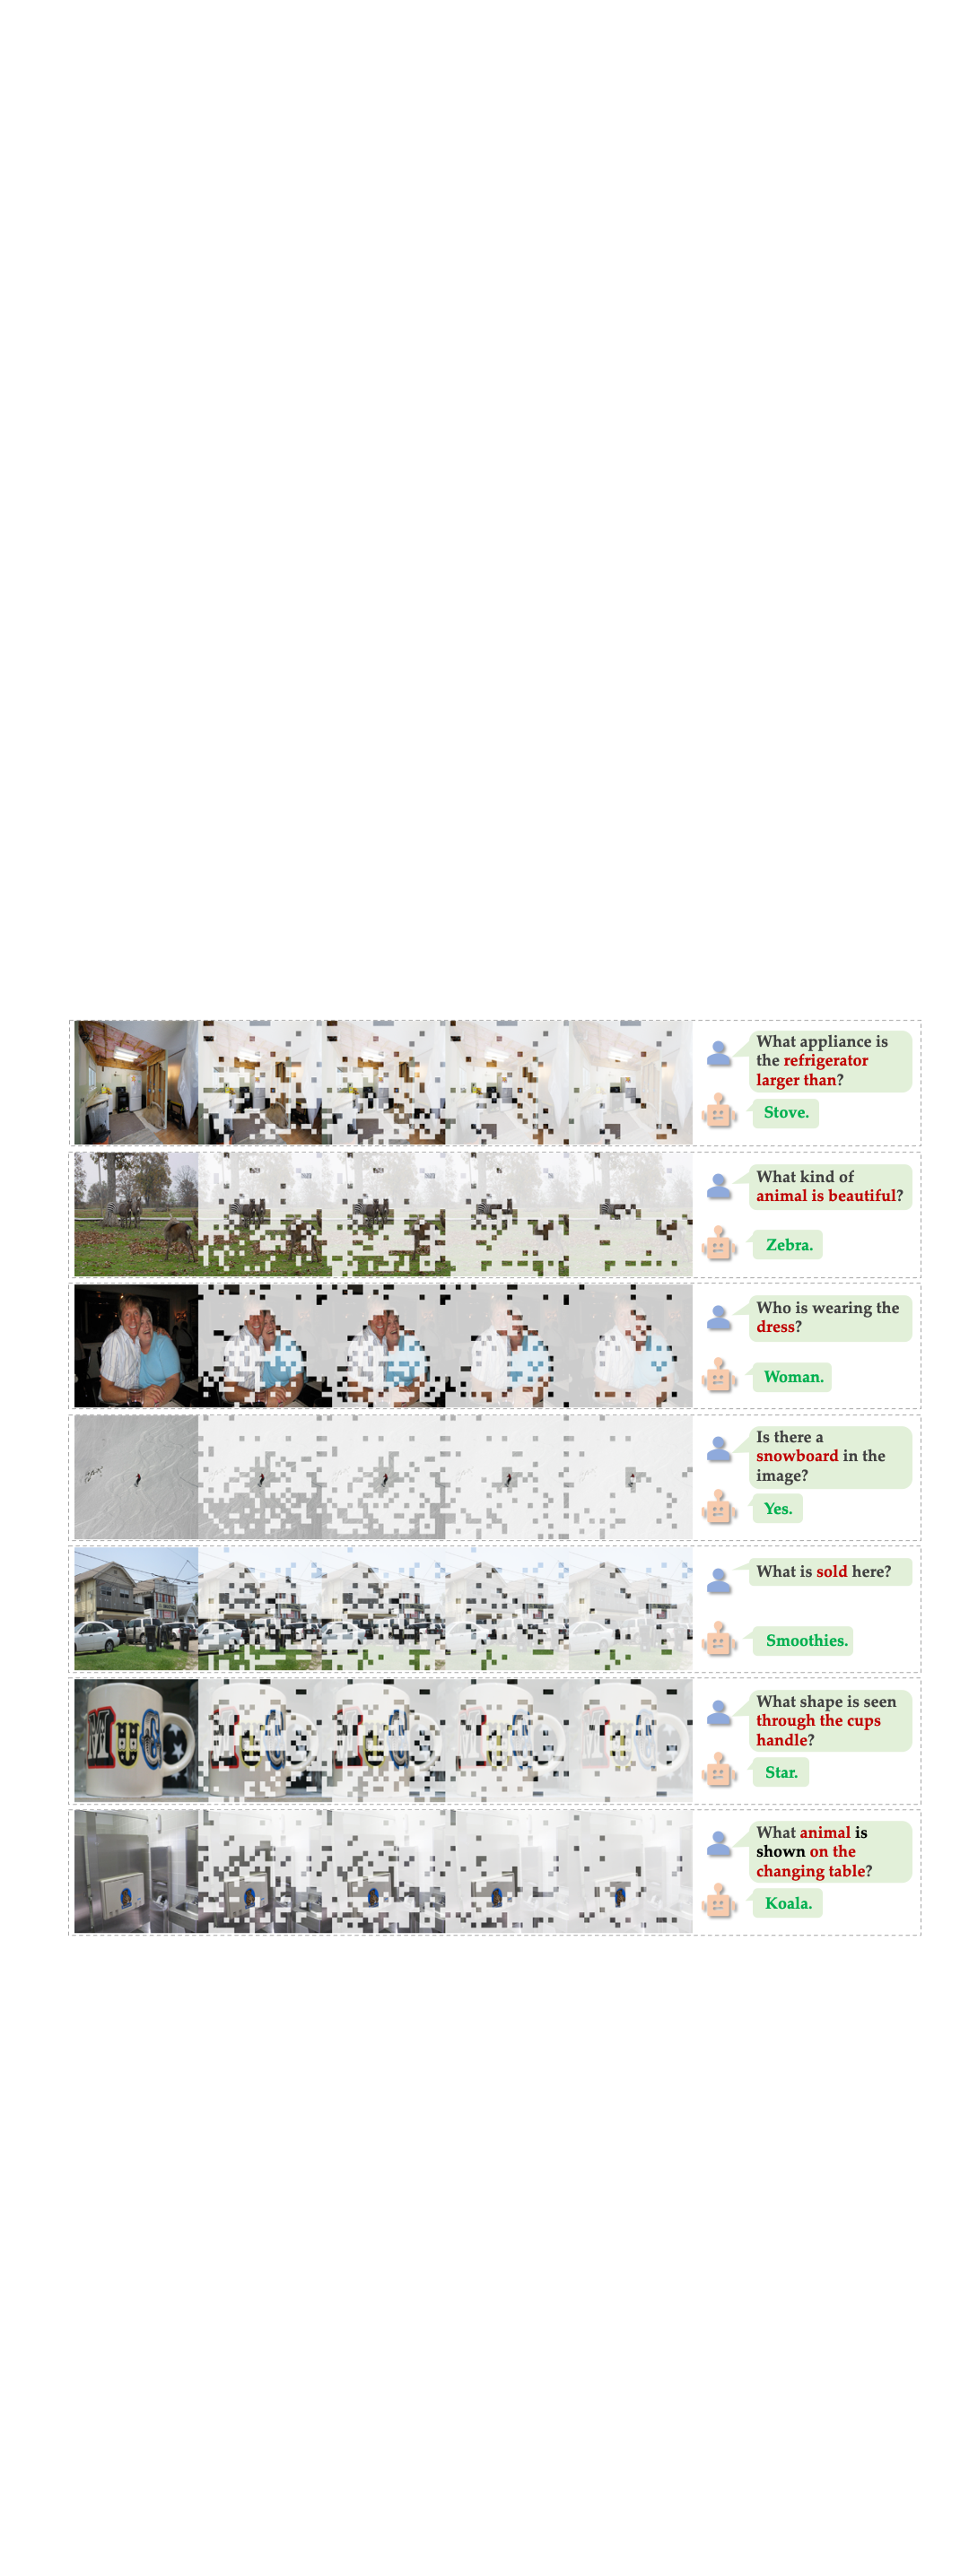 What appliance is
the refrigerator
larger than?
Stove.
What kind of
animal is beautiful?
Zebra.
Who is wearing the
dress?
Woman.
Is there a
snowboard in the
image?
Yes.
What is sold here?
Smoothies.
MUG
What shape is seen
through the cups
handle?
Star.
What animal is
shown on the
changing table?
Koala.